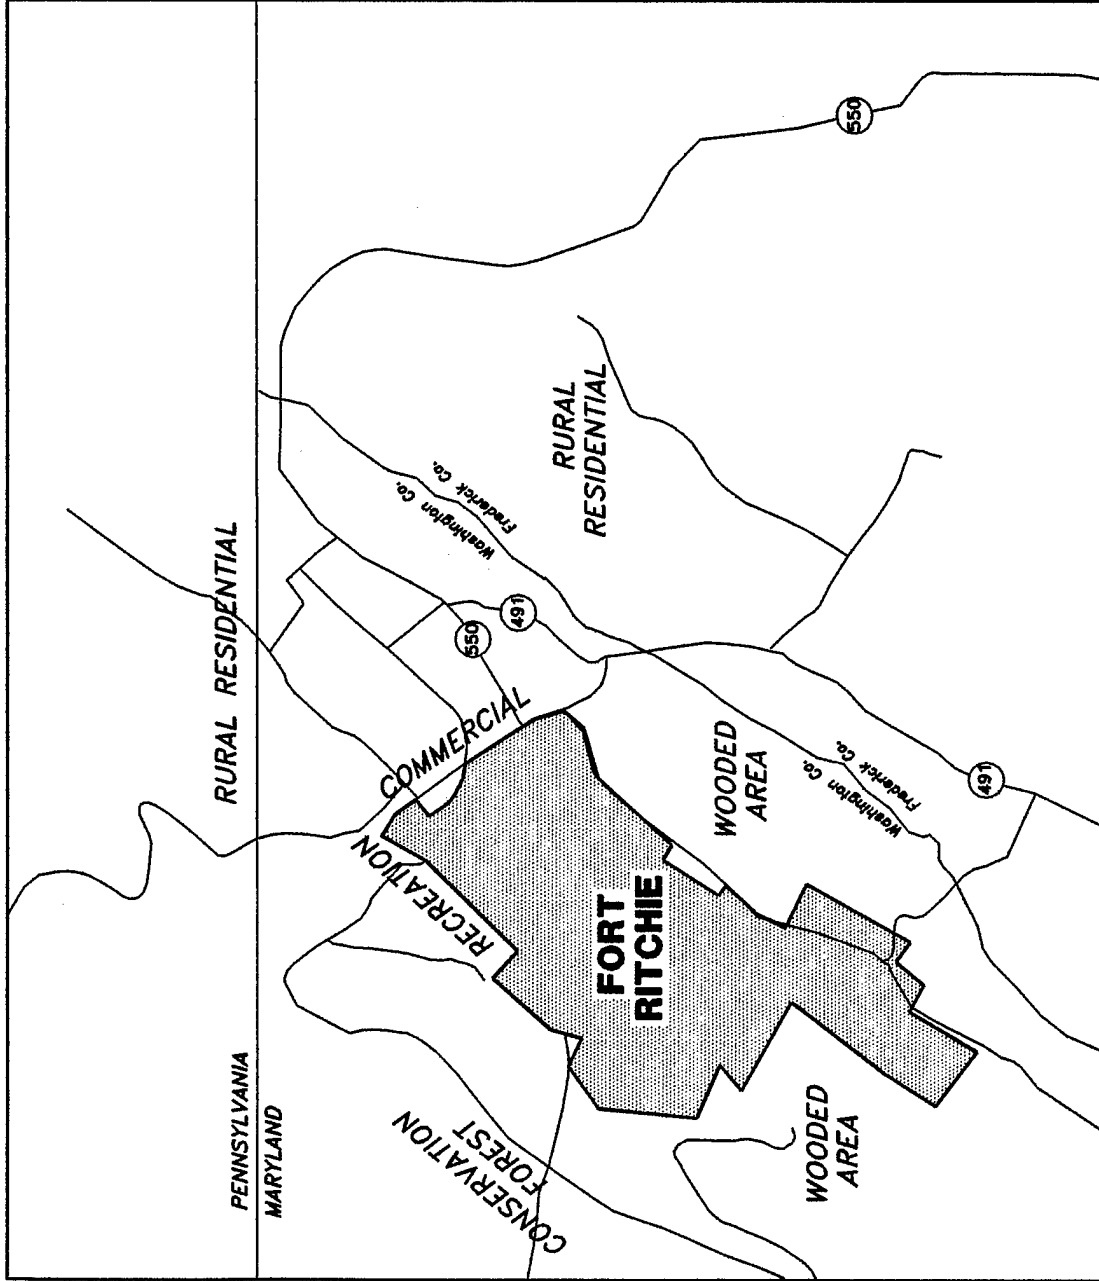 PENNSYLVANIA
MARYLAND
RURAL RESIDENTIAL
CONSERVATION
FOREST
RECREATION
COMMERCIAL
550
491
Washington Co.
Frederick Co.
RURAL
RESIDENTIAL
550
FORT
RITCHIE
WOODED
AREA
Washington Co.
Frederick Co.
491
WOODED
AREA